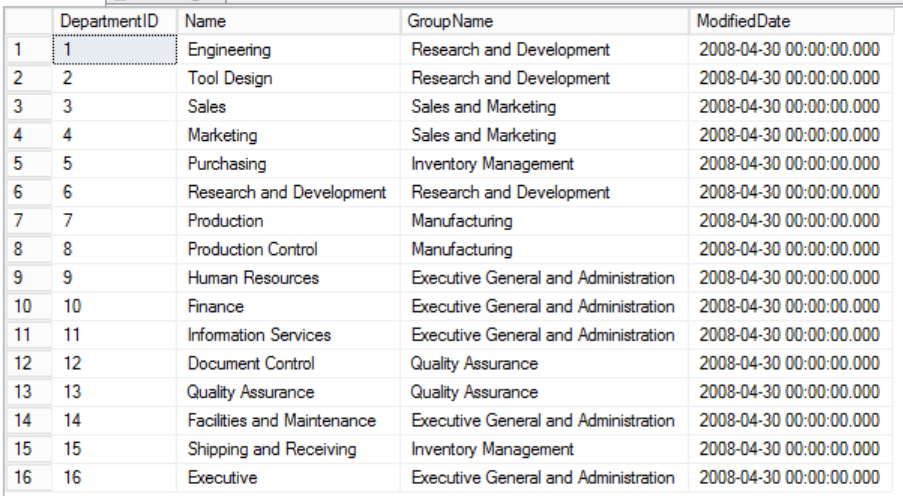 DepartmentID Name GroupName ModifiedDate
1 1 Engineering Research and Development 2008-04-30 00:00:00.000
2 2 Tool Design Research and Development 2008-04-30 00:00:00.000
3 3 Sales Sales and Marketing 2008-04-30 00:00:00.000
4 4 Marketing Sales and Marketing 2008-04-30 00:00:00.000
5 5 Purchasing Inventory Management 2008-04-30 00:00:00.000
6 6 Research and Development Research and Development 2008-04-30 00:00:00.000
7 7 Production Manufacturing 2008-04-30 00:00:00.000
8 8 Production Control Manufacturing 2008-04-30 00:00:00.000
9 9 Human Resources Executive General and Administration 2008-04-30 00:00:00.000
10 10 Finance Executive General and Administration 2008-04-30 00:00:00.000
11 11 Information Services Executive General and Administration 2008-04-30 00:00:00.000
12 12 Document Control Quality Assurance 2008-04-30 00:00:00.000
13 13 Quality Assurance Quality Assurance 2008-04-30 00:00:00.000
14 14 Facilities and Maintenance Executive General and Administration 2008-04-30 00:00:00.000
15 15 Shipping and Receiving Inventory Management 2008-04-30 00:00:00.000
16 16 Executive Executive General and Administration 2008-04-30 00:00:00.000